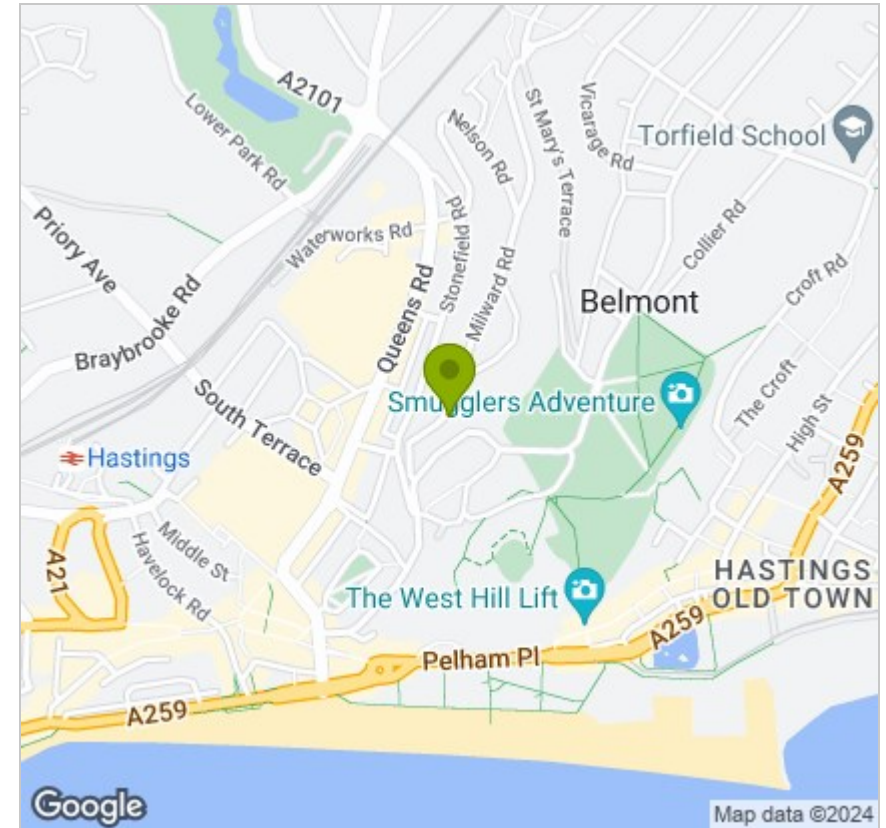 A2101
Lower Park Rd
Nelson Rd
St Mary's Terrace
Vicarage Rd
Torfield School
Priory Ave
Waterworks Rd
Stonefield Rd
Collier Rd
Milward Rd
Belmont
Croft Rd
Braybrooke Rd
Queens Rd
Smugglers Adventure
The Croft
High St
South Terrace
Hastings
A259
A21
Middle St
Havelock Rd
The West Hill Lift
HASTINGS
OLD TOWN
A259
Pelham Pl
A259
Google
Map data ©2024